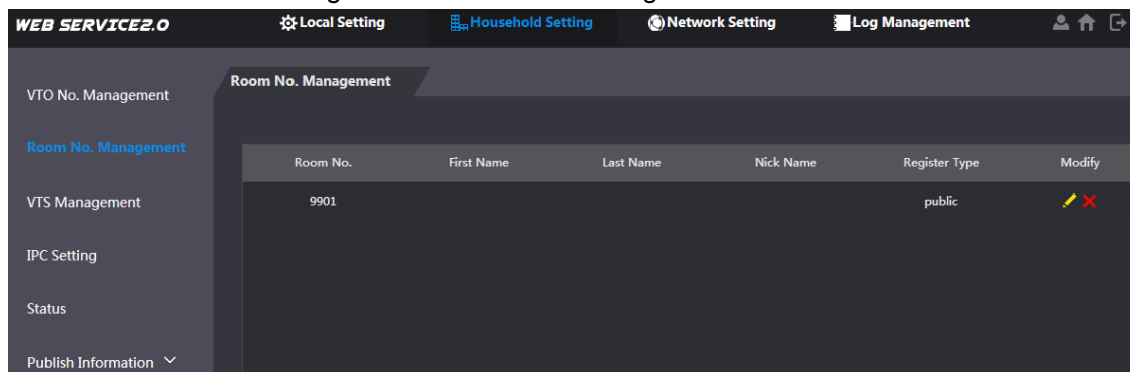 WEB SERVICE2.0 Local Setting Household Setting Network Setting Log Management
VTO No. Management
Room No. Management
Room No. Management
Room No. First Name Last Name Nick Name Register Type Modify
VTS Management
9901 public
IPC Setting
Status
Publish Information